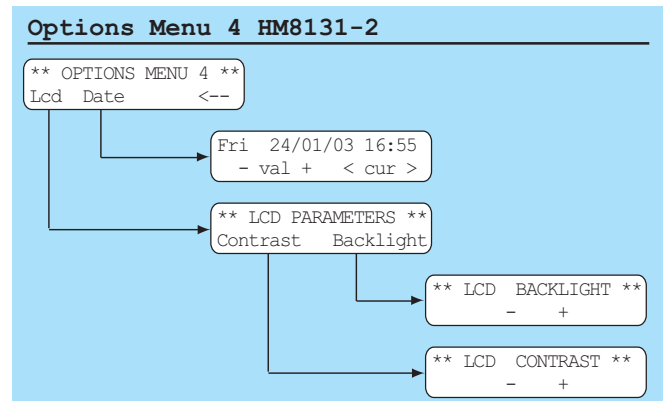 Options Menu 4 HM8131-2
** OPTIONS MENU 4 **
Lcd Date <--
Fri 24/01/03 16:55
- val + < cur >
** LCD PARAMETERS **
Contrast Backlight
** LCD BACKLIGHT **
- +
** LCD CONTRAST **
- +